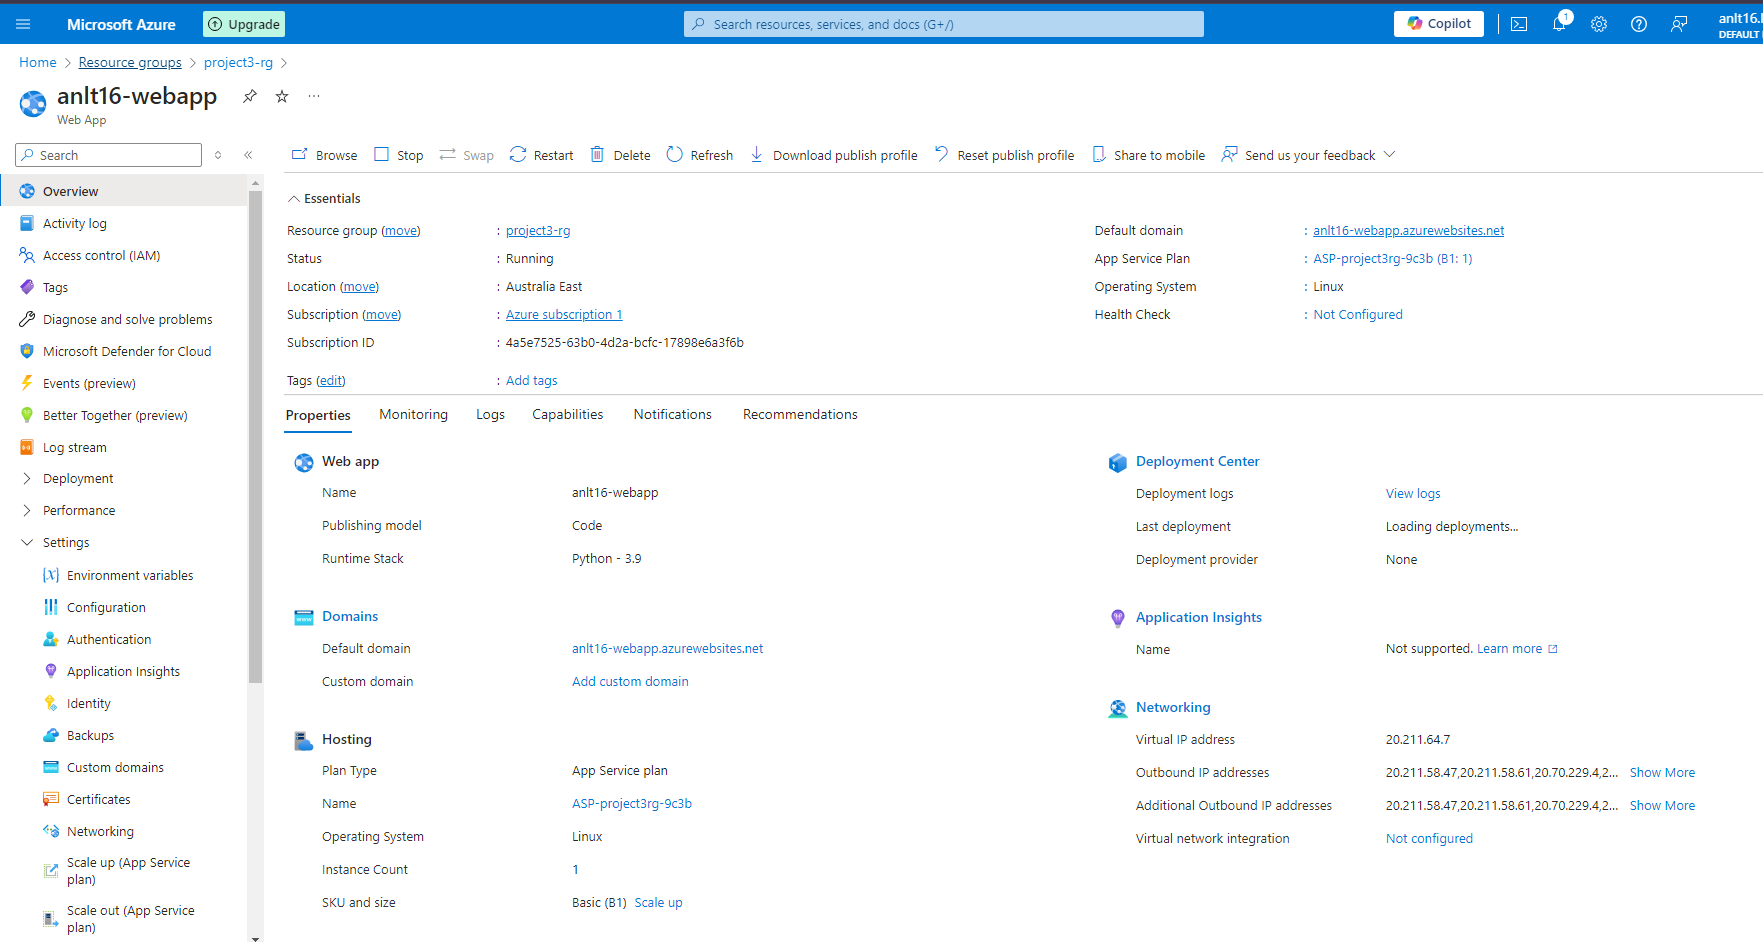 Microsoft Azure
Upgrade
Search resources, services, and docs (G+/)
Copilot
1
anlt16.
DEFAULT
Home > Resource groups > project3-rg >
anlt16-webapp
Web App
Search
Browse Stop Swap Restart Delete Refresh Download publish profile Reset publish profile Share to mobile Send us your feedback
Overview
Activity log
Access control (IAM)
Tags
Diagnose and solve problems
Microsoft Defender for Cloud
Events (preview)
Better Together (preview)
Log stream
Deployment
Performance
Settings
Environment variables
Configuration
Authentication
Application Insights
Identity
Backups
Custom domains
Certificates
Networking
Scale up (App Service
plan)
Scale out (App Service
plan)
Essentials
Resource group (move) : project3-rg
Status : Running
Location (move) : Australia East
Subscription (move) : Azure subscription 1
Subscription ID : 4a5e7525-63b0-4d2a-bcfc-17898e6a3f6b
Tags (edit) : Add tags
Default domain : anlt16-webapp.azurewebsites.net
App Service Plan : ASP-project3rg-9c3b (B1: 1)
Operating System : Linux
Health Check : Not Configured
Properties Monitoring Logs Capabilities Notifications Recommendations
Web app
Name anlt16-webapp
Publishing model Code
Runtime Stack Python - 3.9
Domains
Default domain anlt16-webapp.azurewebsites.net
Custom domain Add custom domain
Hosting
Plan Type App Service plan
Name ASP-project3rg-9c3b
Operating System Linux
Instance Count 1
SKU and size Basic (B1) Scale up
Deployment Center
Deployment logs View logs
Last deployment Loading deployments...
Deployment provider None
Application Insights
Name Not supported. Learn more
Networking
Virtual IP address 20.211.64.7
Outbound IP addresses 20.211.58.47,20.211.58.61,20.70.229.4,2... Show More
Additional Outbound IP addresses 20.211.58.47,20.211.58.61,20.70.229.4,2... Show More
Virtual network integration Not configured